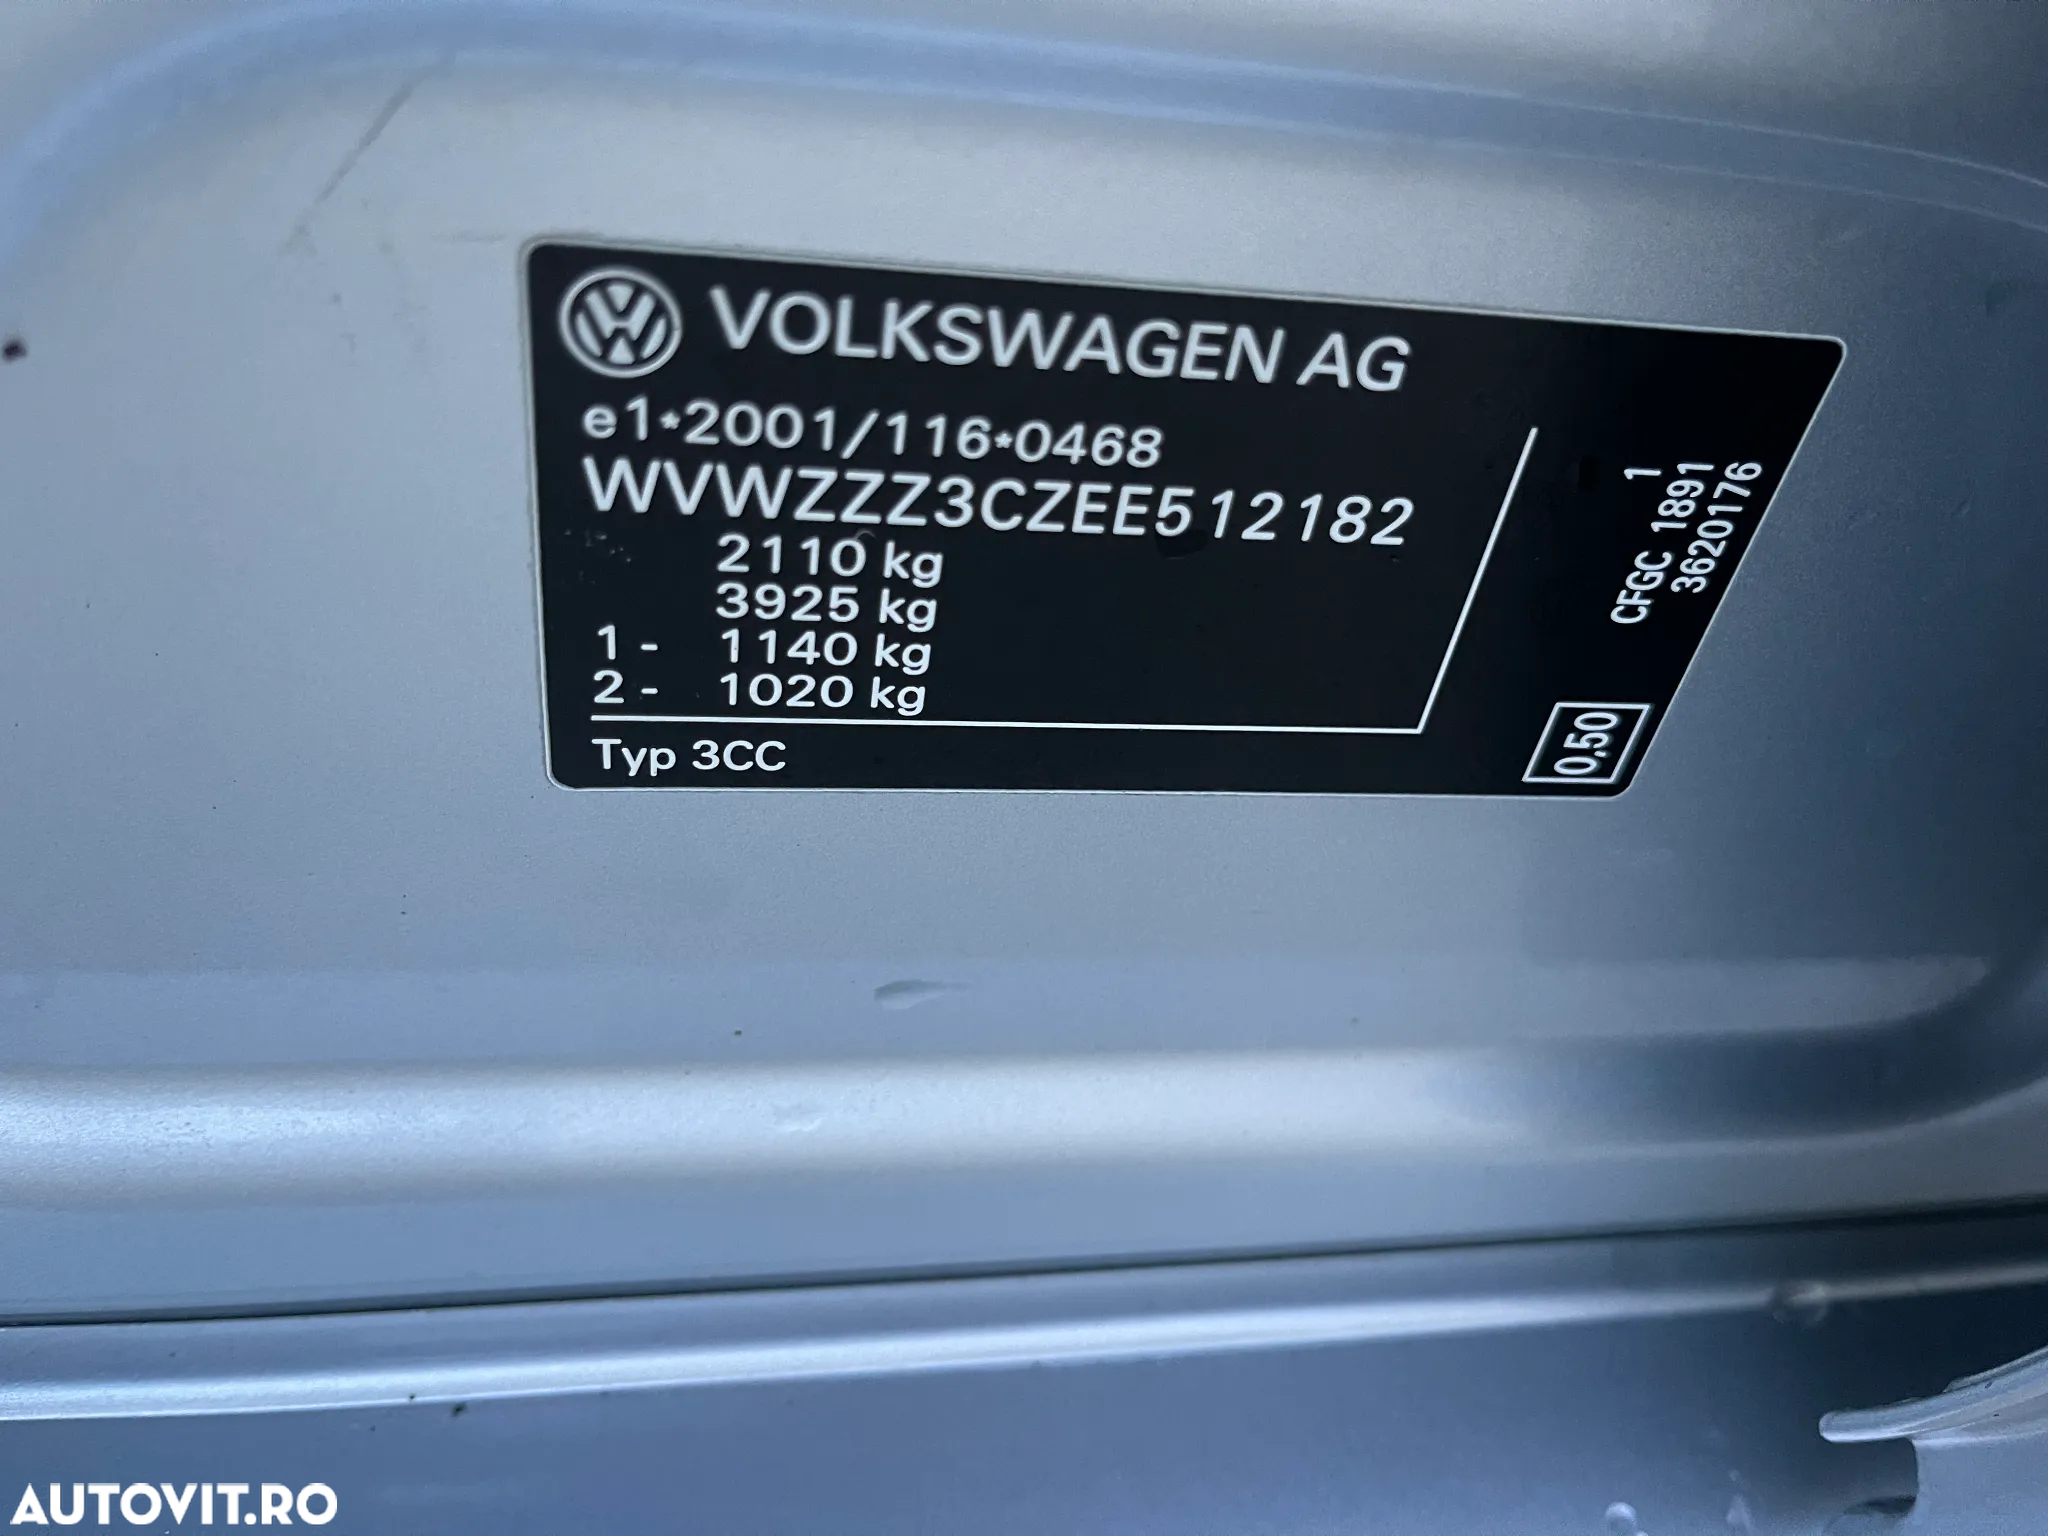 VOLKSWAGEN AG
e1*2001/116*0468
WVWZZZ3CZEE512182
2110 kg
3925 kg
1 - 1140 kg
2 - 1020 kg
Typ 3CC
1
CFGC 1891
36201176
0,50
AUTOVIT.RO